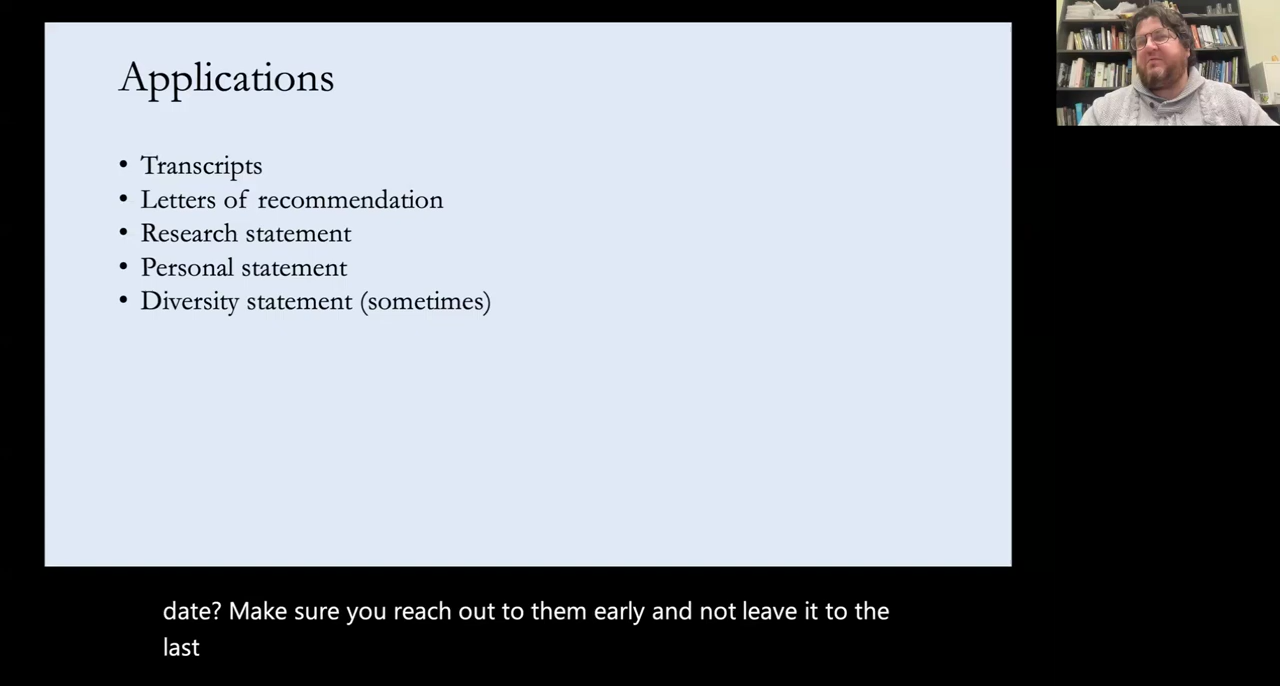 Applications
• Transcripts
• Letters of recommendation
• Research statement
• Personal statement
• Diversity statement (sometimes)
date? Make sure you reach out to them early and not leave it to the
last